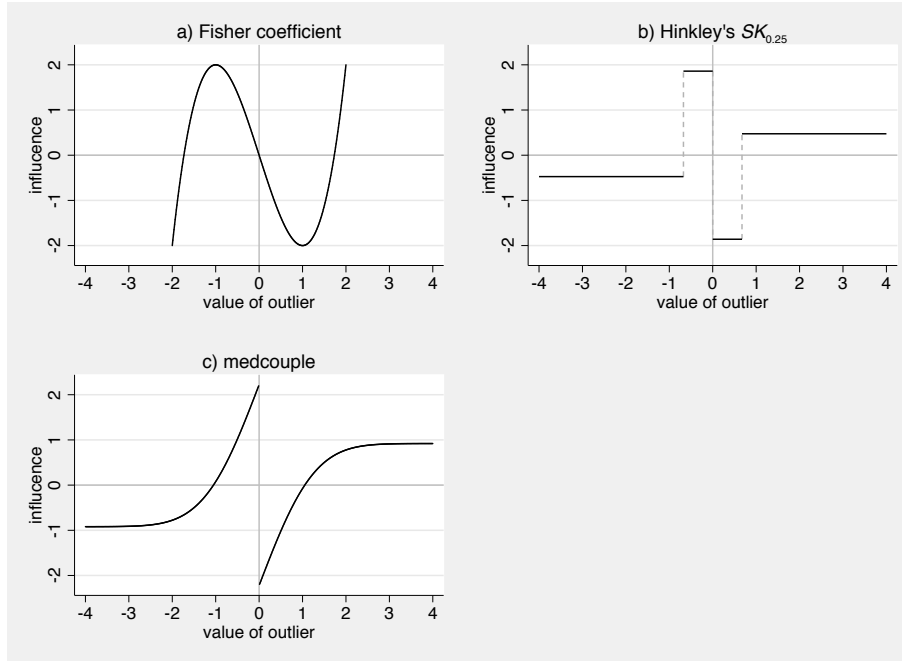 a) Fisher coefficient
influcence
2
1
0
-1
-2
-4 -3 -2 -1 0 1 2 3 4
value of outlier
b) Hinkley's SK0.25
influcence
2
1
0
-1
-2
-4 -3 -2 -1 0 1 2 3 4
value of outlier
c) medcouple
influcence
2
1
0
-1
-2
-4 -3 -2 -1 0 1 2 3 4
value of outlier